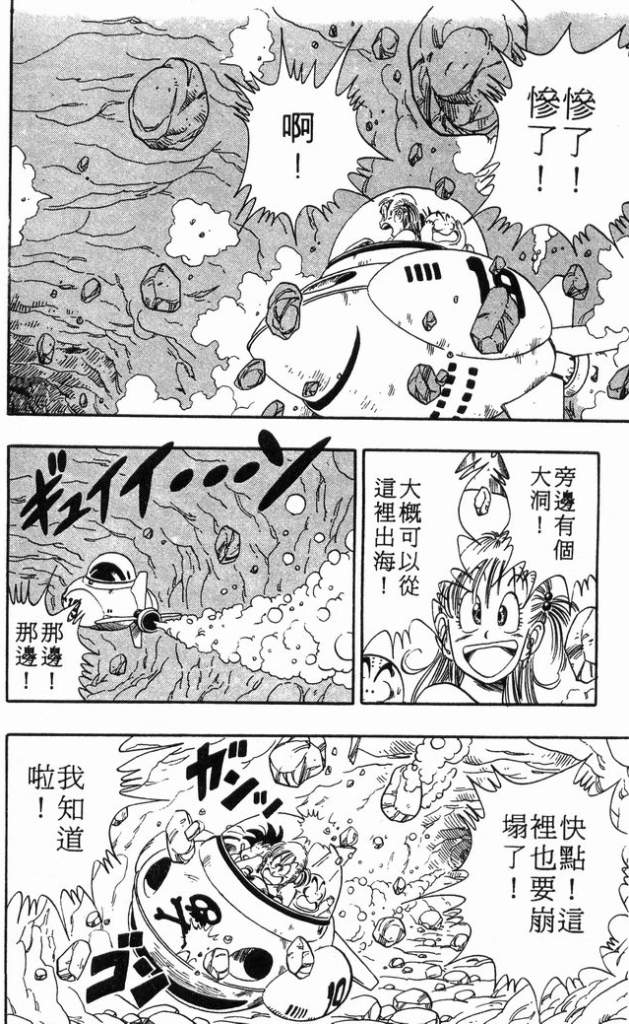 慘了！
慘了！
啊！
19
旁邊有個
大洞！
大概可以從
這裡出海！
ギュイイ・・・ン
那邊！
那邊！
快點！這
裡也要崩
塌了！
ガン
我知道
啦！
ゴン
19